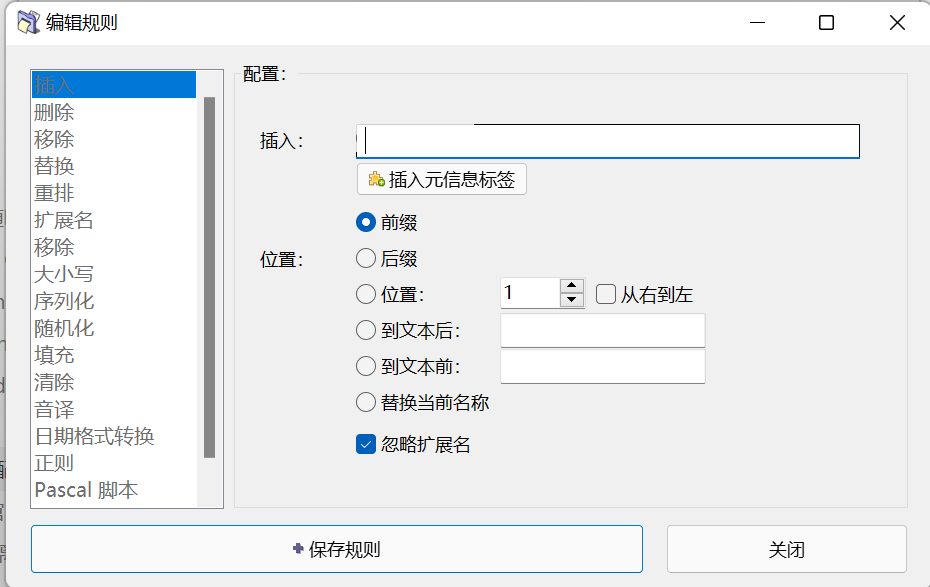 编辑规则
插入
删除
移除
替换
重排
扩展名
移除
大小写
序列化
随机化
填充
清除
音译
日期格式转换
正则
Pascal 脚本
配置：
插入：
插入元信息标签
位置：
前缀
后缀
位置： 1 从右到左
到文本后：
到文本前：
替换当前名称
忽略扩展名
保存规则
关闭